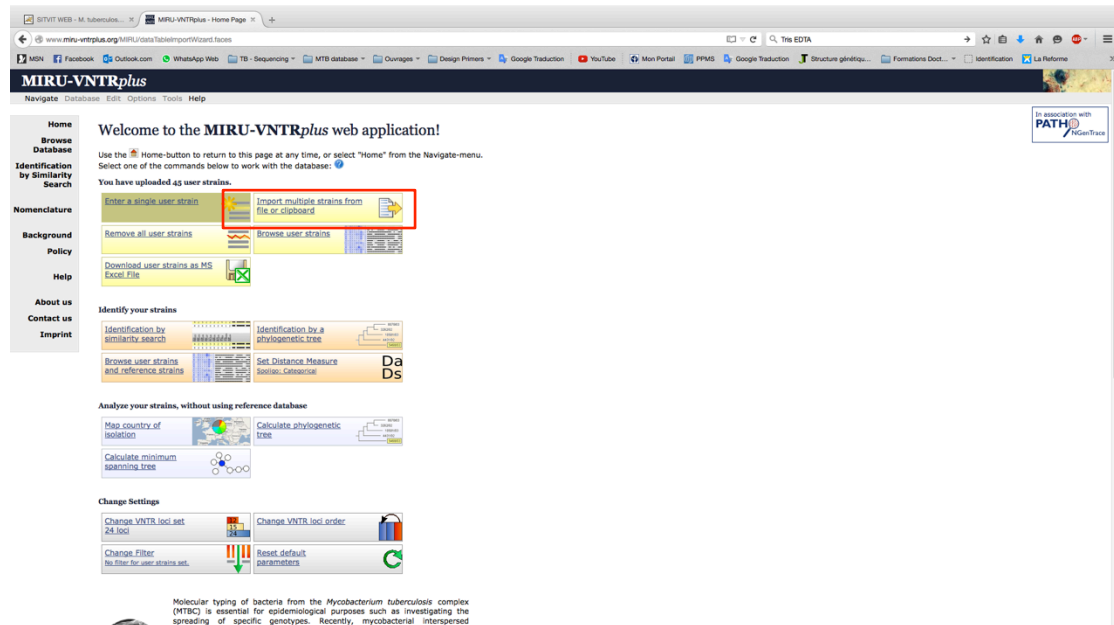 SITVIT WEB - M. tuberculos...
MIRU-VNTRplus - Home Page
www.miru-vntrplus.org/MIRU/dataTableImportWizard.faces
Tris EDTA
MSN Facebook Outlook.com WhatsApp Web TB - Sequencing MTB database Ouvrages Design Primers Google Traduction YouTube Mon Portail PPMS Google Traduction Structure génétiqu... Formations Doct... Identification La Reforme
MIRU-VNTRplus
Navigate Database Edit Options Tools Help
Home
Browse
Database
Identification
by Similarity
Search
Nomenclature
Background
Policy
Help
About us
Contact us
Imprint
In association with
PATH
NGenTrace
Welcome to the MIRU-VNTRplus web application!
Use the Home-button to return to this page at any time, or select "Home" from the Navigate-menu.
Select one of the commands below to work with the database:
You have uploaded 45 user strains.
Enter a single user strain
Import multiple strains from
file or clipboard
Remove all user strains
Browse user strains
Download user strains as MS
Excel File
Identify your strains
Identification by
similarity search
Identification by a
phylogenetic tree
Browse user strains
and reference strains
Set Distance Measure
Spoligo: Categorical
Da
Ds
Analyze your strains, without using reference database
Map country of
isolation
Calculate phylogenetic
tree
Calculate minimum
spanning tree
Change Settings
Change VNTR loci set
24 loci
12
15
24
Change VNTR loci order
Change Filter
No filter for user strains set.
Reset default
parameters
Molecular typing of bacteria from the Mycobacterium tuberculosis complex
(MTBC) is essential for epidemiological purposes such as investigating the
spreading of specific genotypes. Recently, mycobacterial interspersed